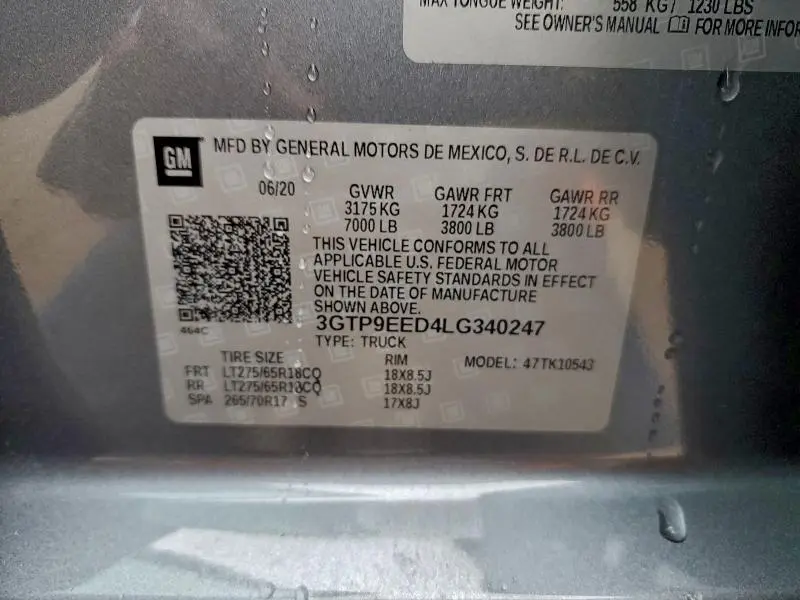 MAX TONGUE WEIGHT: 558 KG / 1230 LBS
SEE OWNER'S MANUAL FOR MORE INFOR
GM
MFD BY GENERAL MOTORS DE MEXICO, S. DE R.L. DE C.V.
06/20 GVWR GAWR FRT GAWR RR
3175 KG 1724 KG 1724 KG
7000 LB 3800 LB 3800 LB
THIS VEHICLE CONFORMS TO ALL
APPLICABLE U.S. FEDERAL MOTOR
VEHICLE SAFETY STANDARDS IN EFFECT
ON THE DATE OF MANUFACTURE
SHOWN ABOVE.
464C
3GTP9EED4LG340247
TYPE: TRUCK
TIRE SIZE RIM MODEL: 47TK10543
FRT LT275/65R18CQ 18X8.5J
RR LT275/65R18CQ 18X8.5J
SPA 265/70R17 S 17X8J